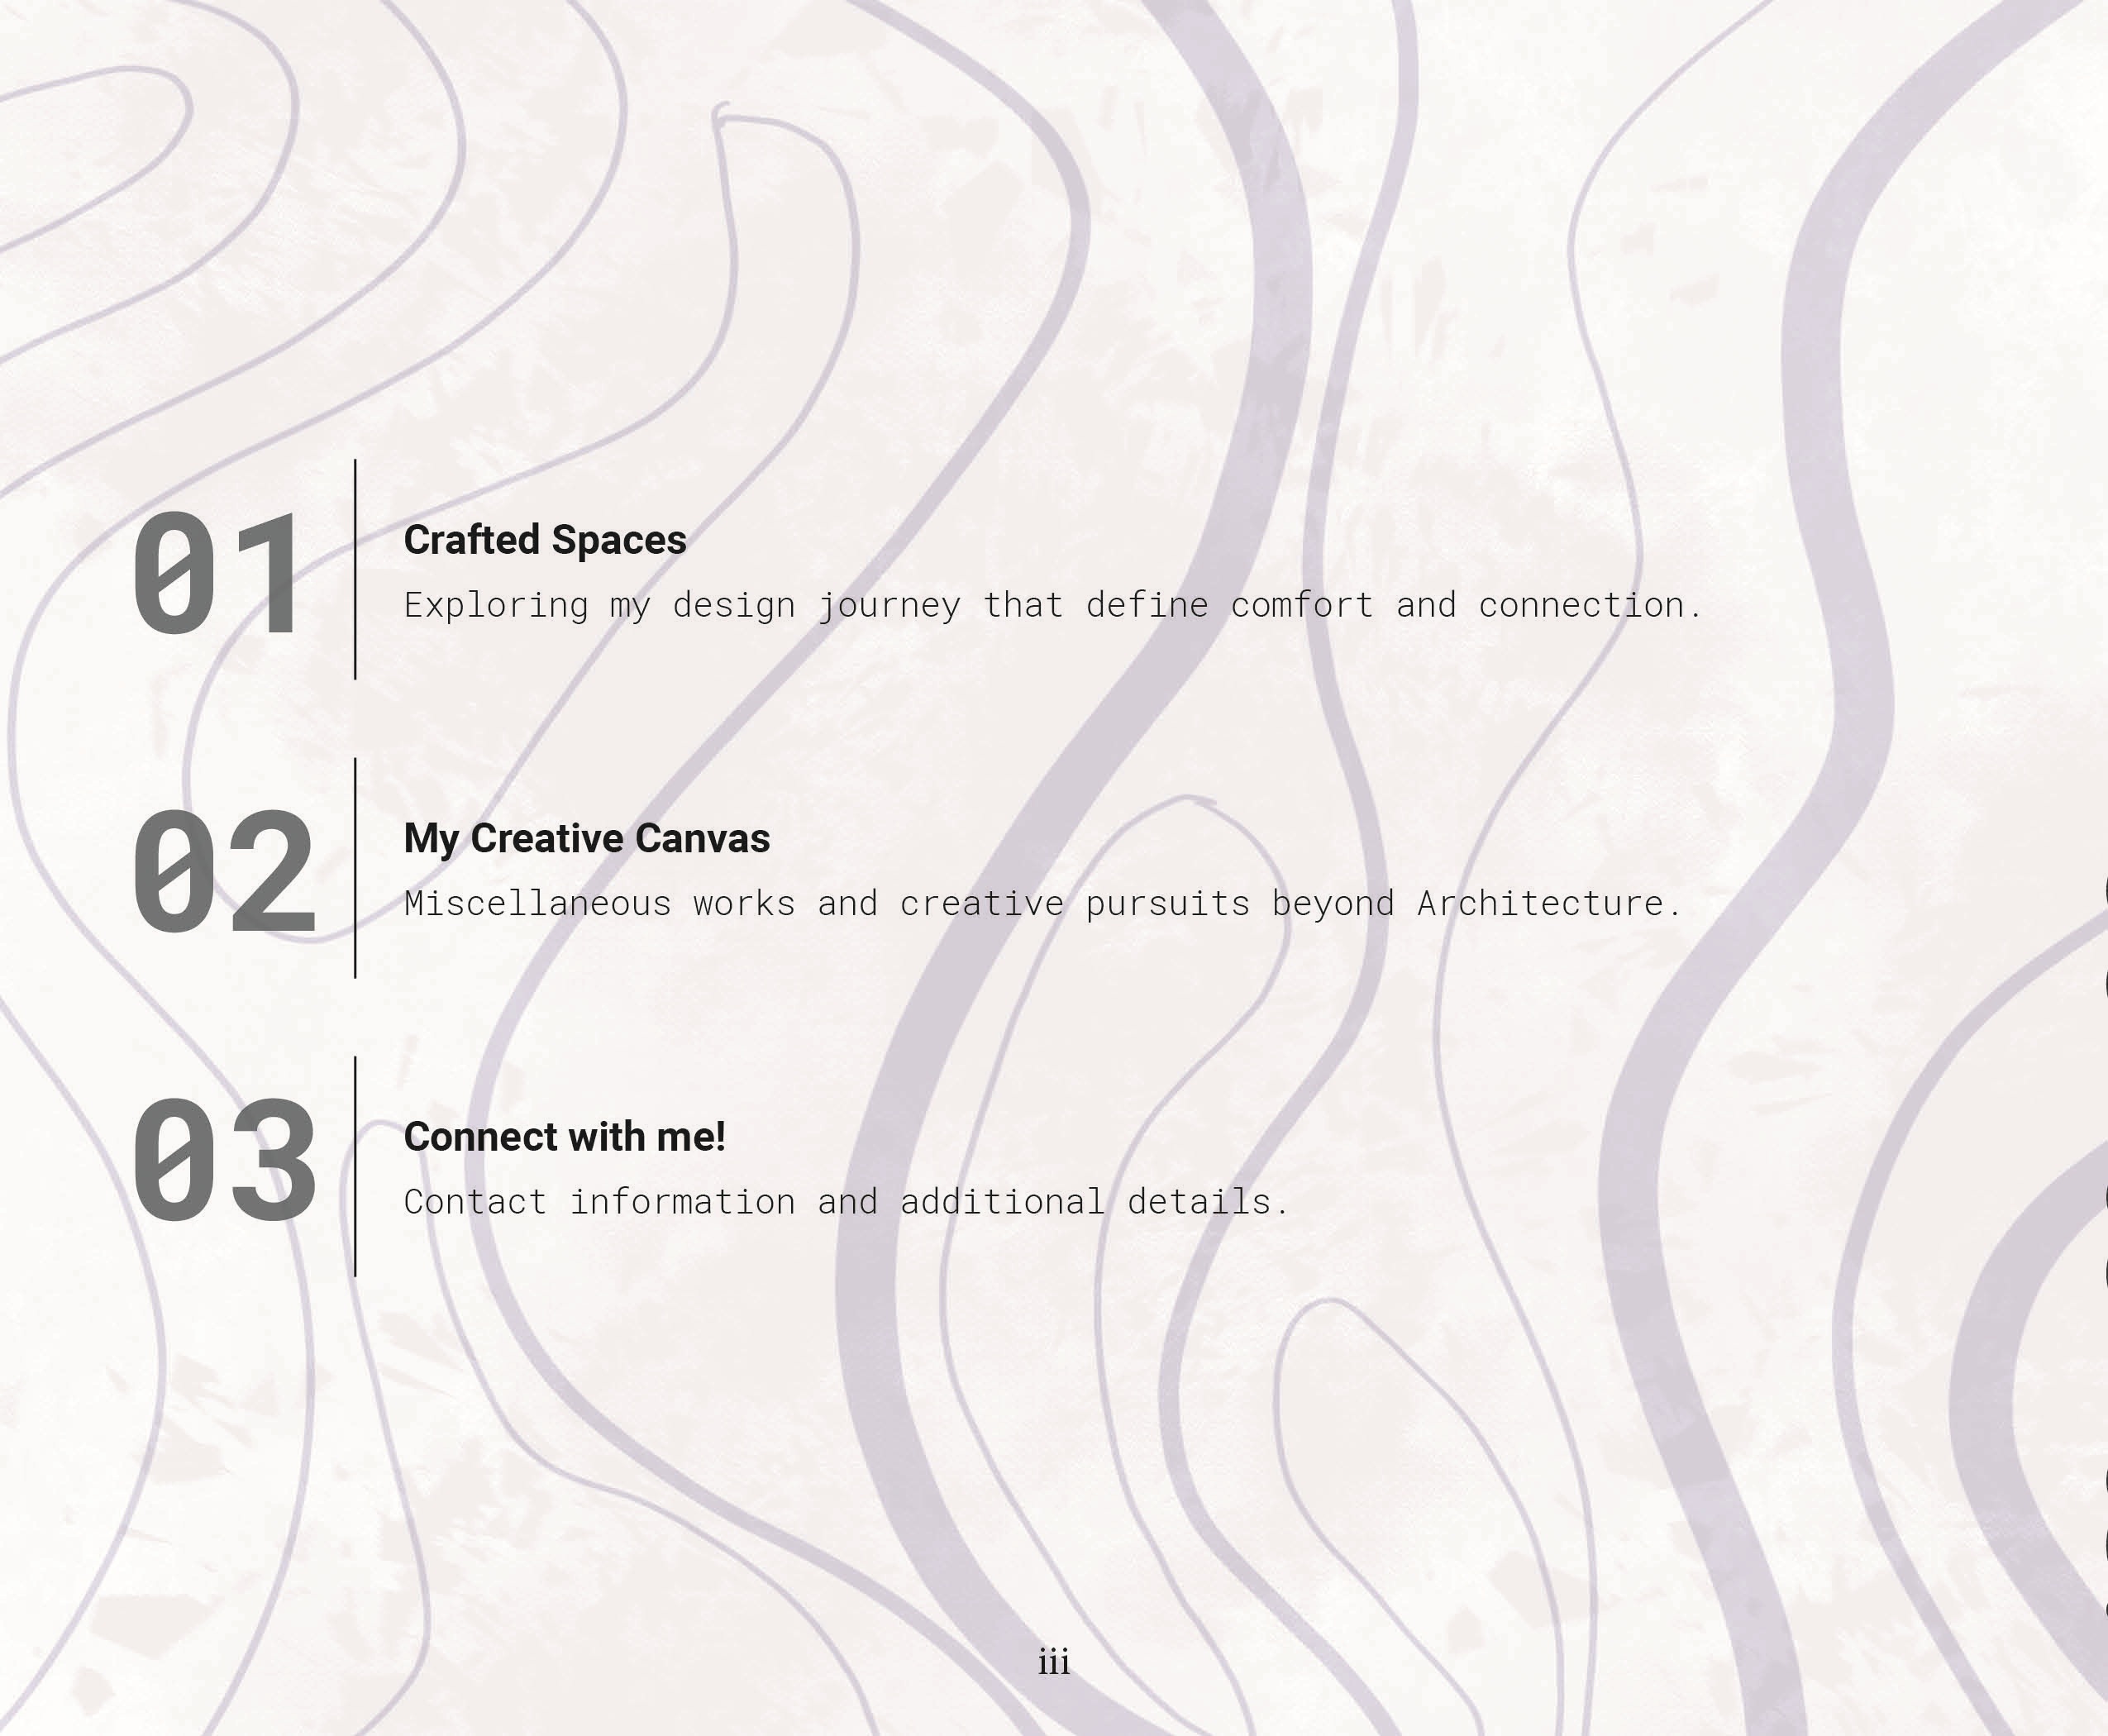 01
Crafted Spaces
Exploring my design journey that define comfort and connection.
02
My Creative Canvas
Miscellaneous works and creative pursuits beyond Architecture.
03
Connect with me!
Contact information and additional details.
iii